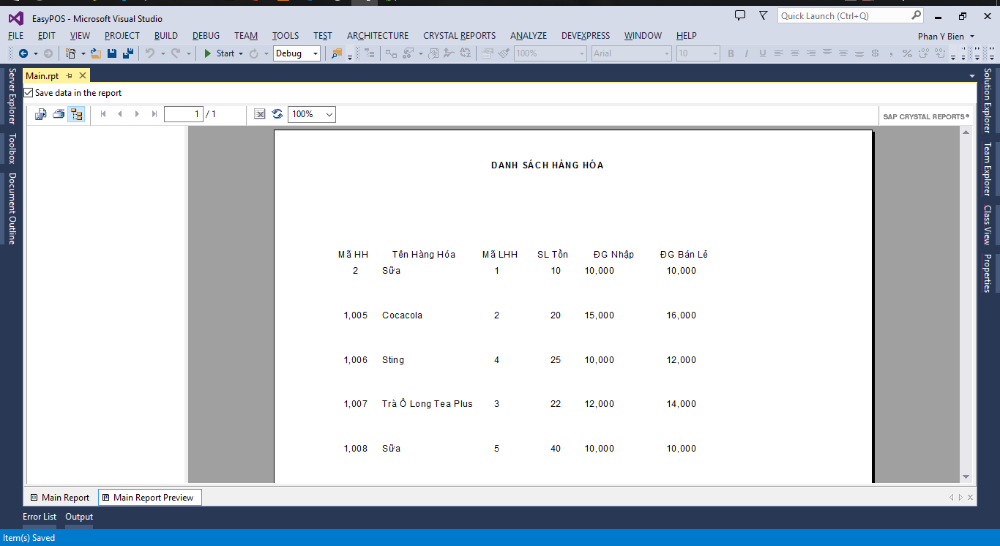 EasyPOS - Microsoft Visual Studio
Quick Launch (Ctrl+Q)
FILE EDIT VIEW PROJECT BUILD DEBUG TEAM TOOLS TEST ARCHITECTURE CRYSTAL REPORTS ANALYZE DEVEXPRESS WINDOW HELP
Phan Y Bien
Start Debug 100% Arial 10 B I U $ , %
Main.rpt
Save data in the report
1 / 1 100%
SAP CRYSTAL REPORTS®
Server Explorer
Toolbox
Document Outline
Solution Explorer
Team Explorer
Class View
Properties
DANH SÁCH HÀNG HÓA
Mã HH Tên Hàng Hóa Mã LHH SL Tồn ĐG Nhập ĐG Bán Lẻ
2 Sữa 1 10 10,000 10,000
1,005 Cocacola 2 20 15,000 16,000
1,006 Sting 4 25 10,000 12,000
1,007 Trà Ô Long Tea Plus 3 22 12,000 14,000
1,008 Sữa 5 40 10,000 10,000
Main Report Main Report Preview
Error List Output
Item(s) Saved